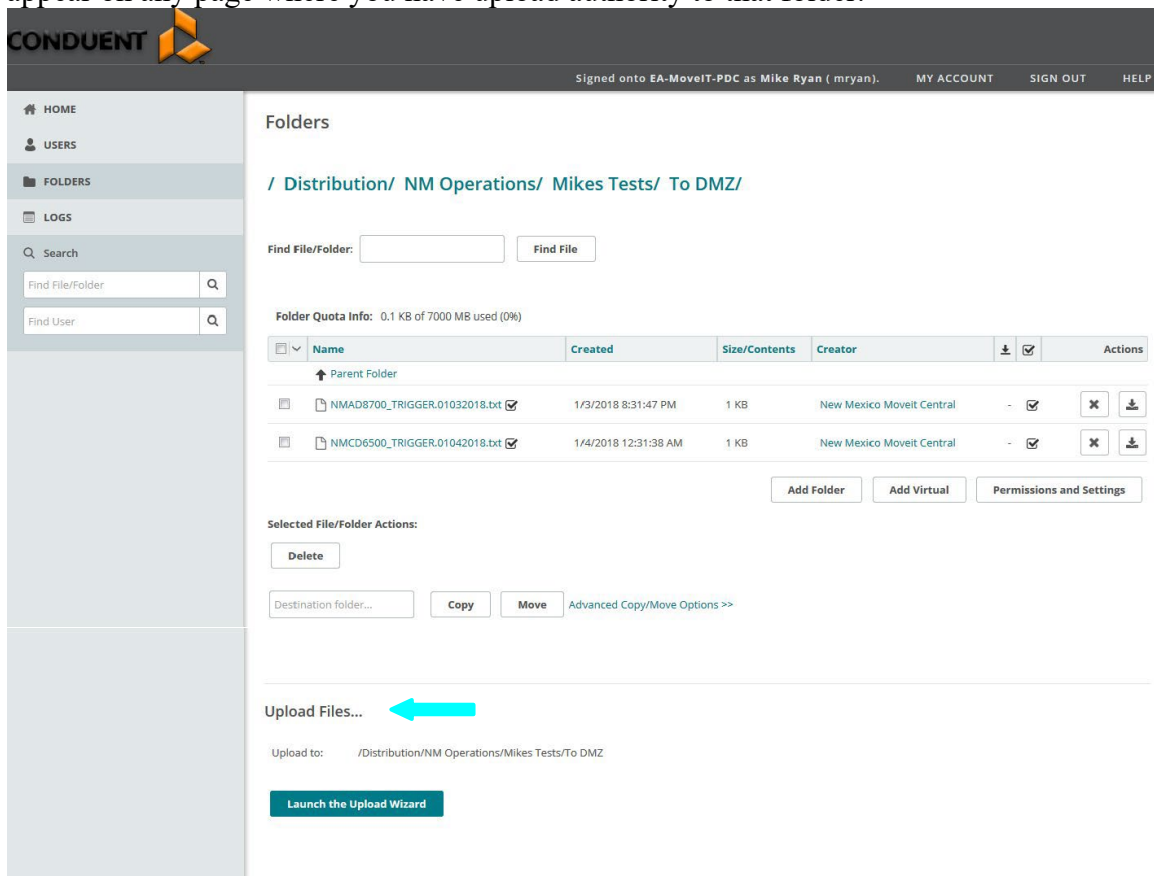 appear on any page where you have upload authority to that folder.
CONDUENT
Signed onto EA-MoveIT-PDC as Mike Ryan ( mryan). MY ACCOUNT SIGN OUT HELP
HOME
USERS
FOLDERS
LOGS
Search
Find File/Folder
Find User
Folders
/ Distribution/ NM Operations/ Mikes Tests/ To DMZ/
Find File/Folder: Find File
Folder Quota Info: 0.1 KB of 7000 MB used (0%)
Name Created Size/Contents Creator Actions
Parent Folder
NMAD8700_TRIGGER.01032018.txt 1/3/2018 8:31:47 PM 1 KB New Mexico Moveit Central -
NMCD6500_TRIGGER.01042018.txt 1/4/2018 12:31:38 AM 1 KB New Mexico Moveit Central -
Add Folder Add Virtual Permissions and Settings
Selected File/Folder Actions:
Delete
Destination folder... Copy Move Advanced Copy/Move Options >>
Upload Files...
Upload to: /Distribution/NM Operations/Mikes Tests/To DMZ
Launch the Upload Wizard